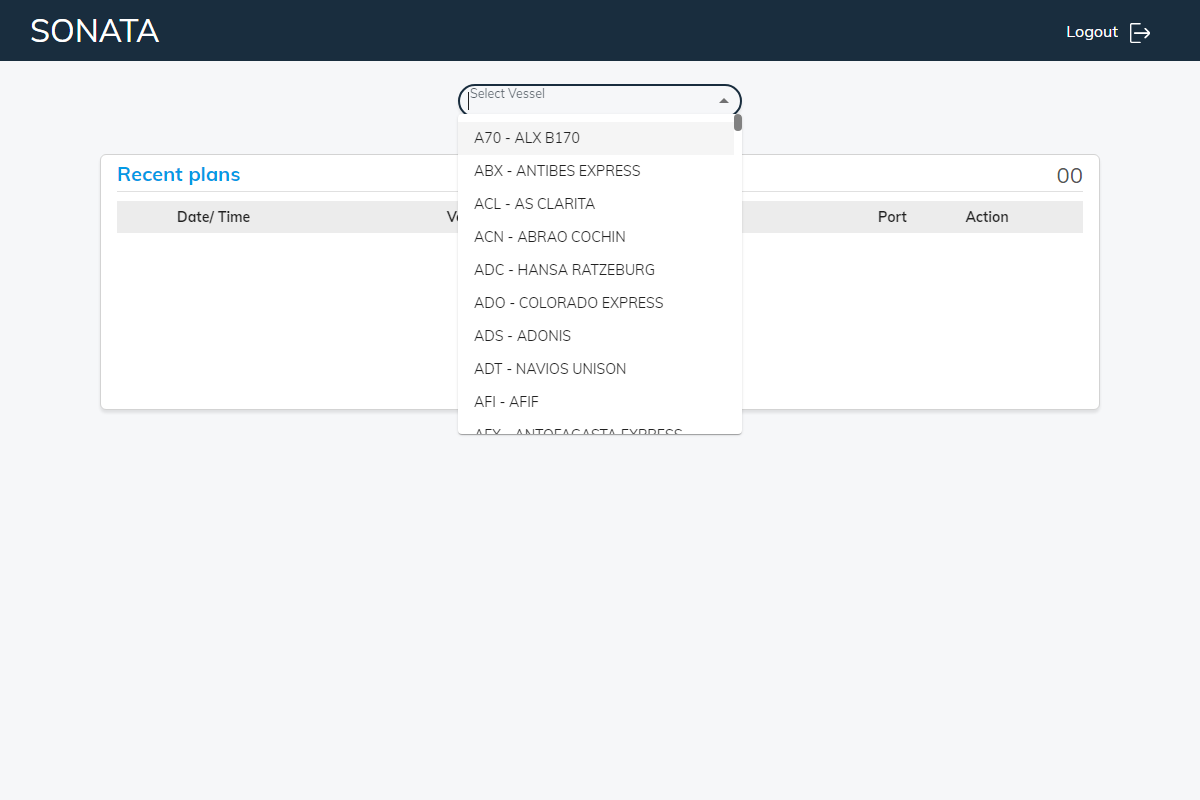 SONATA
Logout
Select Vessel
A70 - ALX B170
ABX - ANTIBES EXPRESS
ACL - AS CLARITA
ACN - ABRAO COCHIN
ADC - HANSA RATZEBURG
ADO - COLORADO EXPRESS
ADS - ADONIS
ADT - NAVIOS UNISON
AFI - AFIF
AFX - ANTOFAGASTA EXPRESS
Recent plans
00
Date/ Time
Port
Action